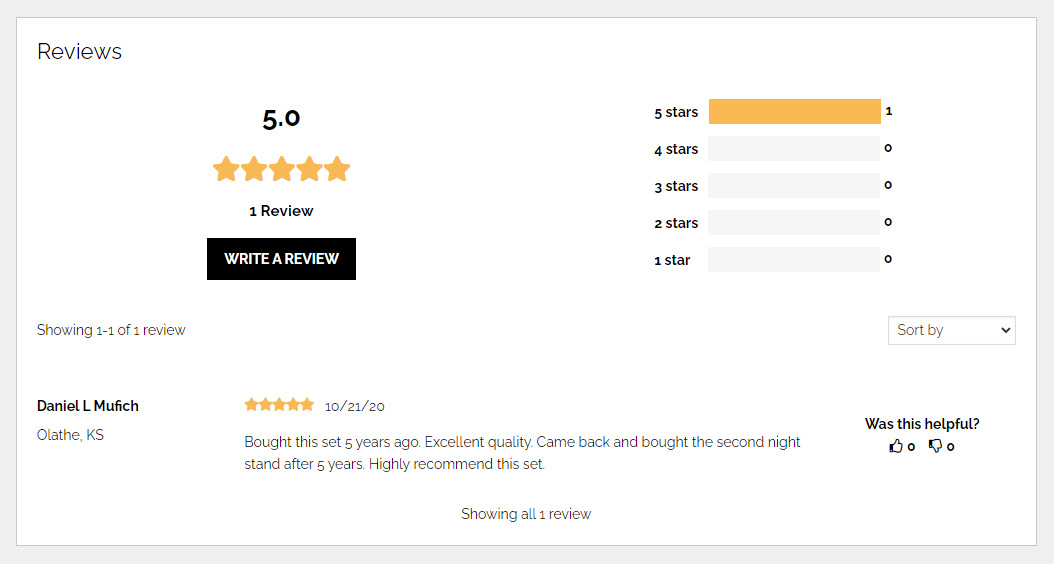 Reviews
5.0
1 Review
WRITE A REVIEW
5 stars 1
4 stars 0
3 stars 0
2 stars 0
1 star 0
Showing 1-1 of 1 review
Sort by
Daniel L Mufich
Olathe, KS
10/21/20
Bought this set 5 years ago. Excellent quality. Came back and bought the second night
stand after 5 years. Highly recommend this set.
Was this helpful?
0 0
Showing all 1 review